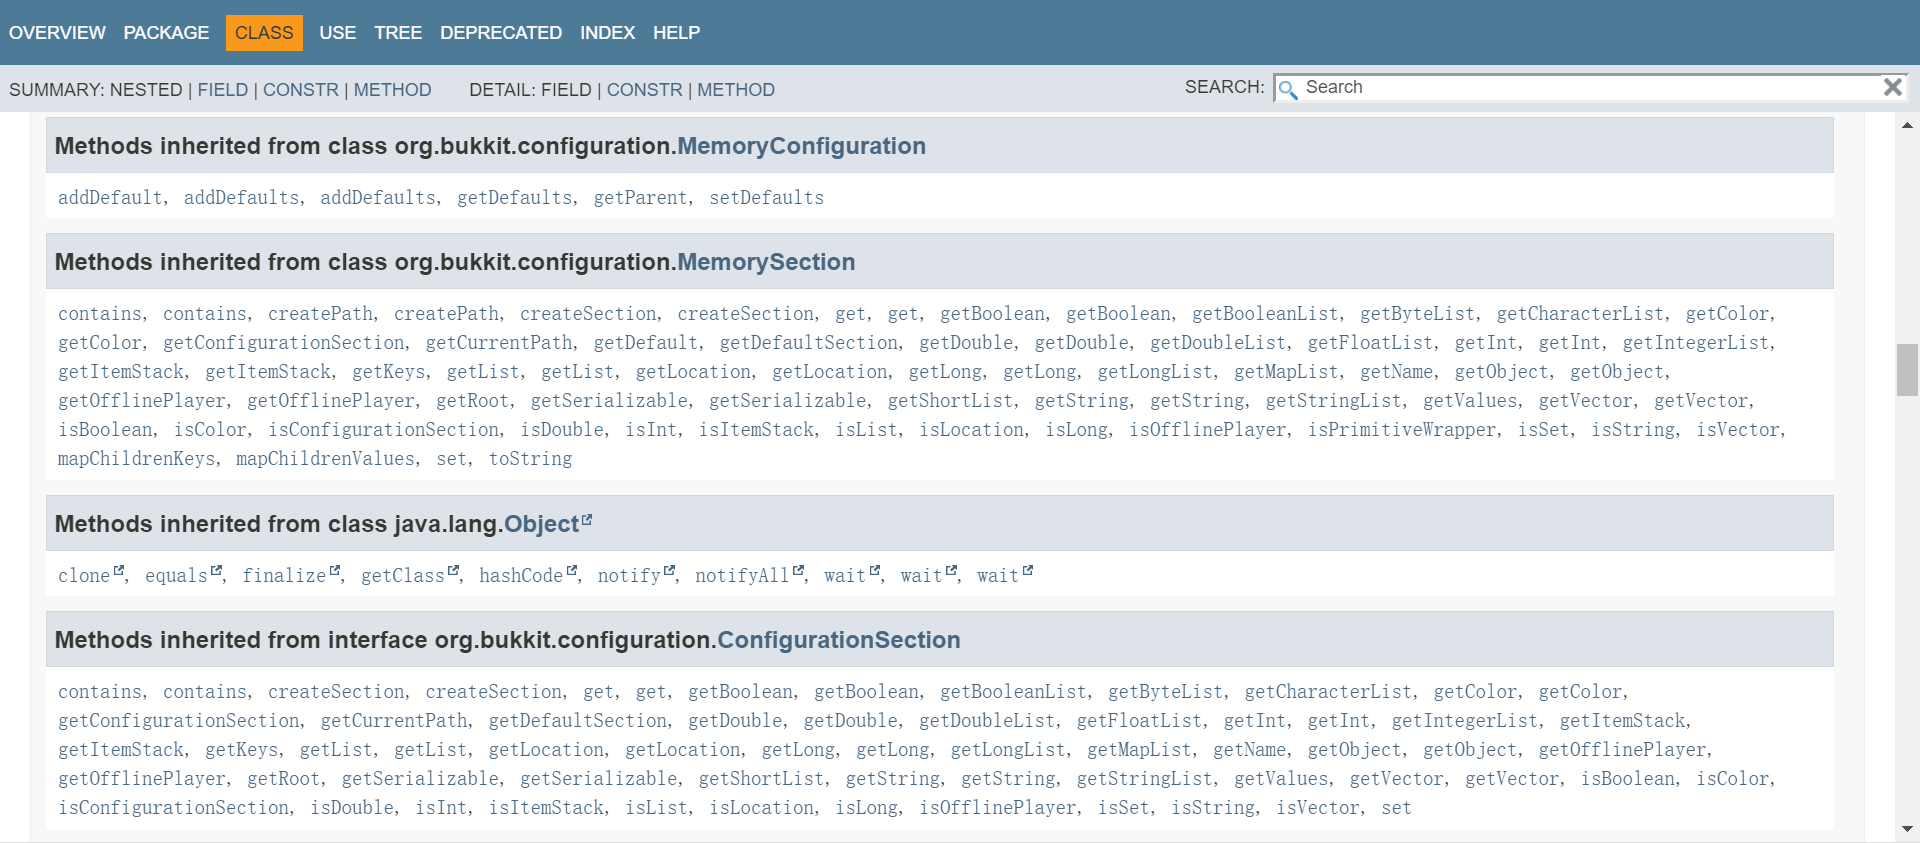 OVERVIEW PACKAGE CLASS USE TREE DEPRECATED INDEX HELP
SUMMARY: NESTED | FIELD | CONSTR | METHOD DETAIL: FIELD | CONSTR | METHOD SEARCH: Search
Methods inherited from class org.bukkit.configuration.MemoryConfiguration
addDefault, addDefaults, addDefaults, getDefaults, getParent, setDefaults
Methods inherited from class org.bukkit.configuration.MemorySection
contains, contains, createPath, createPath, createSection, createSection, get, get, getBoolean, getBoolean, getBooleanList, getByteList, getCharacterList, getColor,
getColor, getConfigurationSection, getCurrentPath, getDefault, getDefaultSection, getDouble, getDouble, getDoubleList, getFloatList, getInt, getInt, getIntegerList,
getItemStack, getItemStack, getKeys, getList, getList, getLocation, getLocation, getLong, getLong, getLongList, getMapList, getName, getObject, getObject,
getOfflinePlayer, getOfflinePlayer, getRoot, getSerializable, getSerializable, getShortList, getString, getString, getStringList, getValues, getVector, getVector,
isBoolean, isColor, isConfigurationSection, isDouble, isInt, isItemStack, isList, isLocation, isLong, isOfflinePlayer, isPrimitiveWrapper, isSet, isString, isVector,
mapChildrenKeys, mapChildrenValues, set, toString
Methods inherited from class java.lang.Object
clone, equals, finalize, getClass, hashCode, notify, notifyAll, wait, wait, wait
Methods inherited from interface org.bukkit.configuration.ConfigurationSection
contains, contains, createSection, createSection, get, get, getBoolean, getBoolean, getBooleanList, getByteList, getCharacterList, getColor, getColor,
getConfigurationSection, getCurrentPath, getDefaultSection, getDouble, getDouble, getDoubleList, getFloatList, getInt, getInt, getIntegerList, getItemStack,
getItemStack, getKeys, getList, getList, getLocation, getLocation, getLong, getLong, getLongList, getMapList, getName, getObject, getObject, getOfflinePlayer,
getOfflinePlayer, getRoot, getSerializable, getSerializable, getShortList, getString, getString, getStringList, getValues, getVector, getVector, isBoolean, isColor,
isConfigurationSection, isDouble, isInt, isItemStack, isList, isLocation, isLong, isOfflinePlayer, isSet, isString, isVector, set